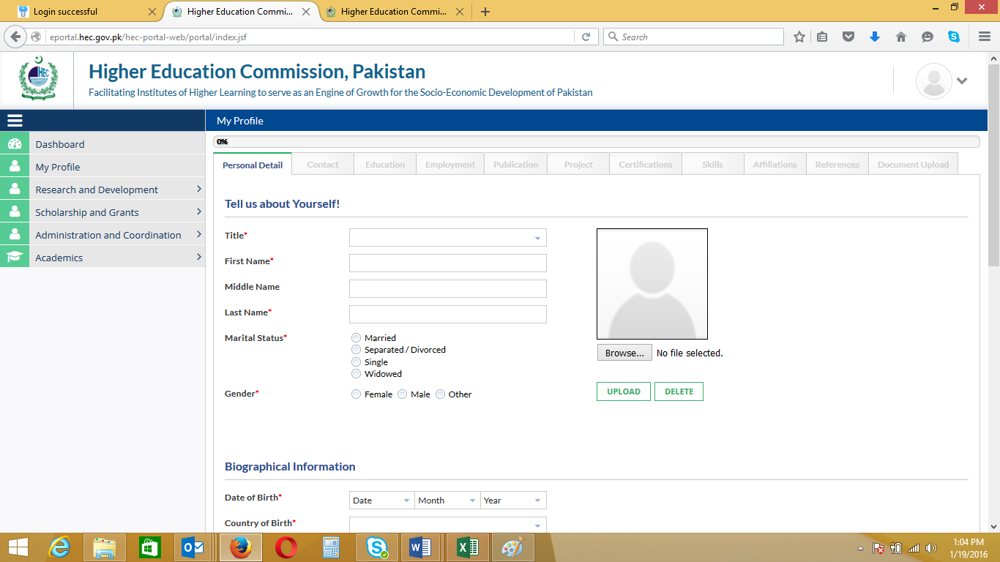 Login successful
Higher Education Commi...
Higher Education Commi...
eportal.hec.gov.pk/hec-portal-web/portal/index.jsf
Search
HEC
Higher Education Commission, Pakistan
Facilitating Institutes of Higher Learning to serve as an Engine of Growth for the Socio-Economic Development of Pakistan
My Profile
Dashboard
My Profile
Research and Development
Scholarship and Grants
Administration and Coordination
Academics
0%
Personal Detail Contact Education Employment Publication Project Certifications Skills Affiliations References Document Upload
Tell us about Yourself!
Title*
First Name*
Middle Name
Last Name*
Marital Status*
Married
Separated / Divorced
Single
Widowed
Gender*
Female Male Other
Browse... No file selected.
UPLOAD DELETE
Biographical Information
Date of Birth*
Date Month Year
Country of Birth*
1:04 PM
1/19/2016